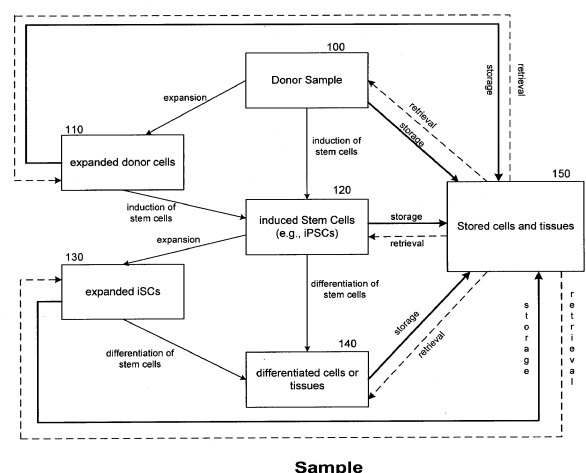 100
Donor Sample
expansion
retrieval
storage
storage
retrieval
110
expanded donor cells
induction of
stem cells
150
Stored cells and tissues
induction of
stem cells
120
induced Stem Cells
(e.g., iPSCs)
storage
retrieval
expansion
130
expanded iSCs
differentiation of
stem cells
storage
retrieval
storage
retrieval
differentiation of
stem cells
140
differentiated cells or
tissues
Sample